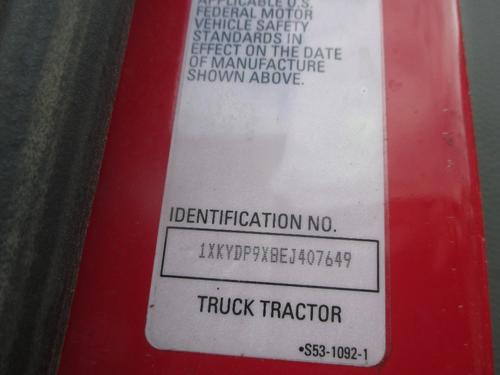 APPLICABLE U.S.
FEDERAL MOTOR
VEHICLE SAFETY
STANDARDS IN
EFFECT ON THE DATE
OF MANUFACTURE
SHOWN ABOVE.
IDENTIFICATION NO.
1XKYDP9X8EJ407649
TRUCK TRACTOR
•S53-1092-1